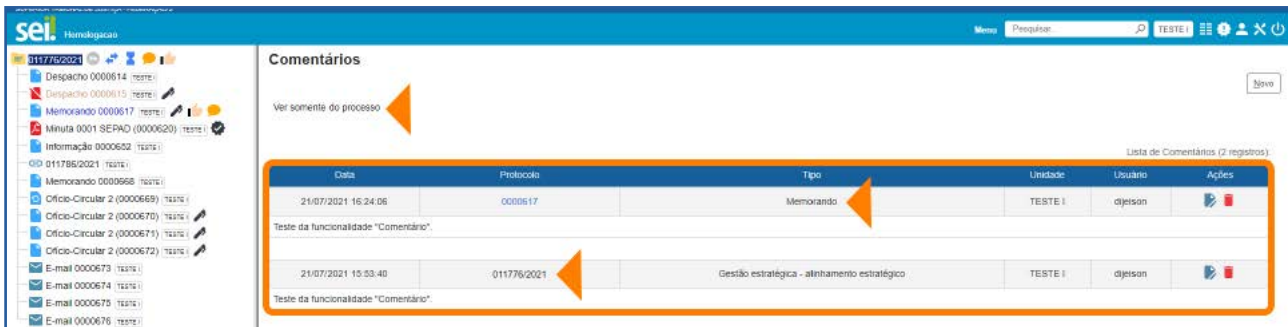 sei! Homologacao
Menu Pesquisar... TESTE I
011776/2021
Despacho 0000614 TESTE I
Despacho 0000615 TESTE I
Memorando 0000617 TESTE I
Minuta 0001 SEPAD (0000620) TESTE I
Informação 0000652 TESTE I
011786/2021 TESTE I
Memorando 0000668 TESTE I
Ofício-Circular 2 (0000669) TESTE I
Ofício-Circular 2 (0000670) TESTE I
Ofício-Circular 2 (0000671) TESTE I
Ofício-Circular 2 (0000672) TESTE I
E-mail 0000673 TESTE I
E-mail 0000674 TESTE I
E-mail 0000675 TESTE I
E-mail 0000676 TESTE I
Comentários
Novo
Ver somente do processo
Lista de Comentários (2 registros):
Data Protocolo Tipo Unidade Usuário Ações
21/07/2021 16:24:06 0000617 Memorando TESTE I dijeison
Teste da funcionalidade "Comentário".
21/07/2021 15:53:40 011776/2021 Gestão estratégica - alinhamento estratégico TESTE I dijeison
Teste da funcionalidade "Comentário".